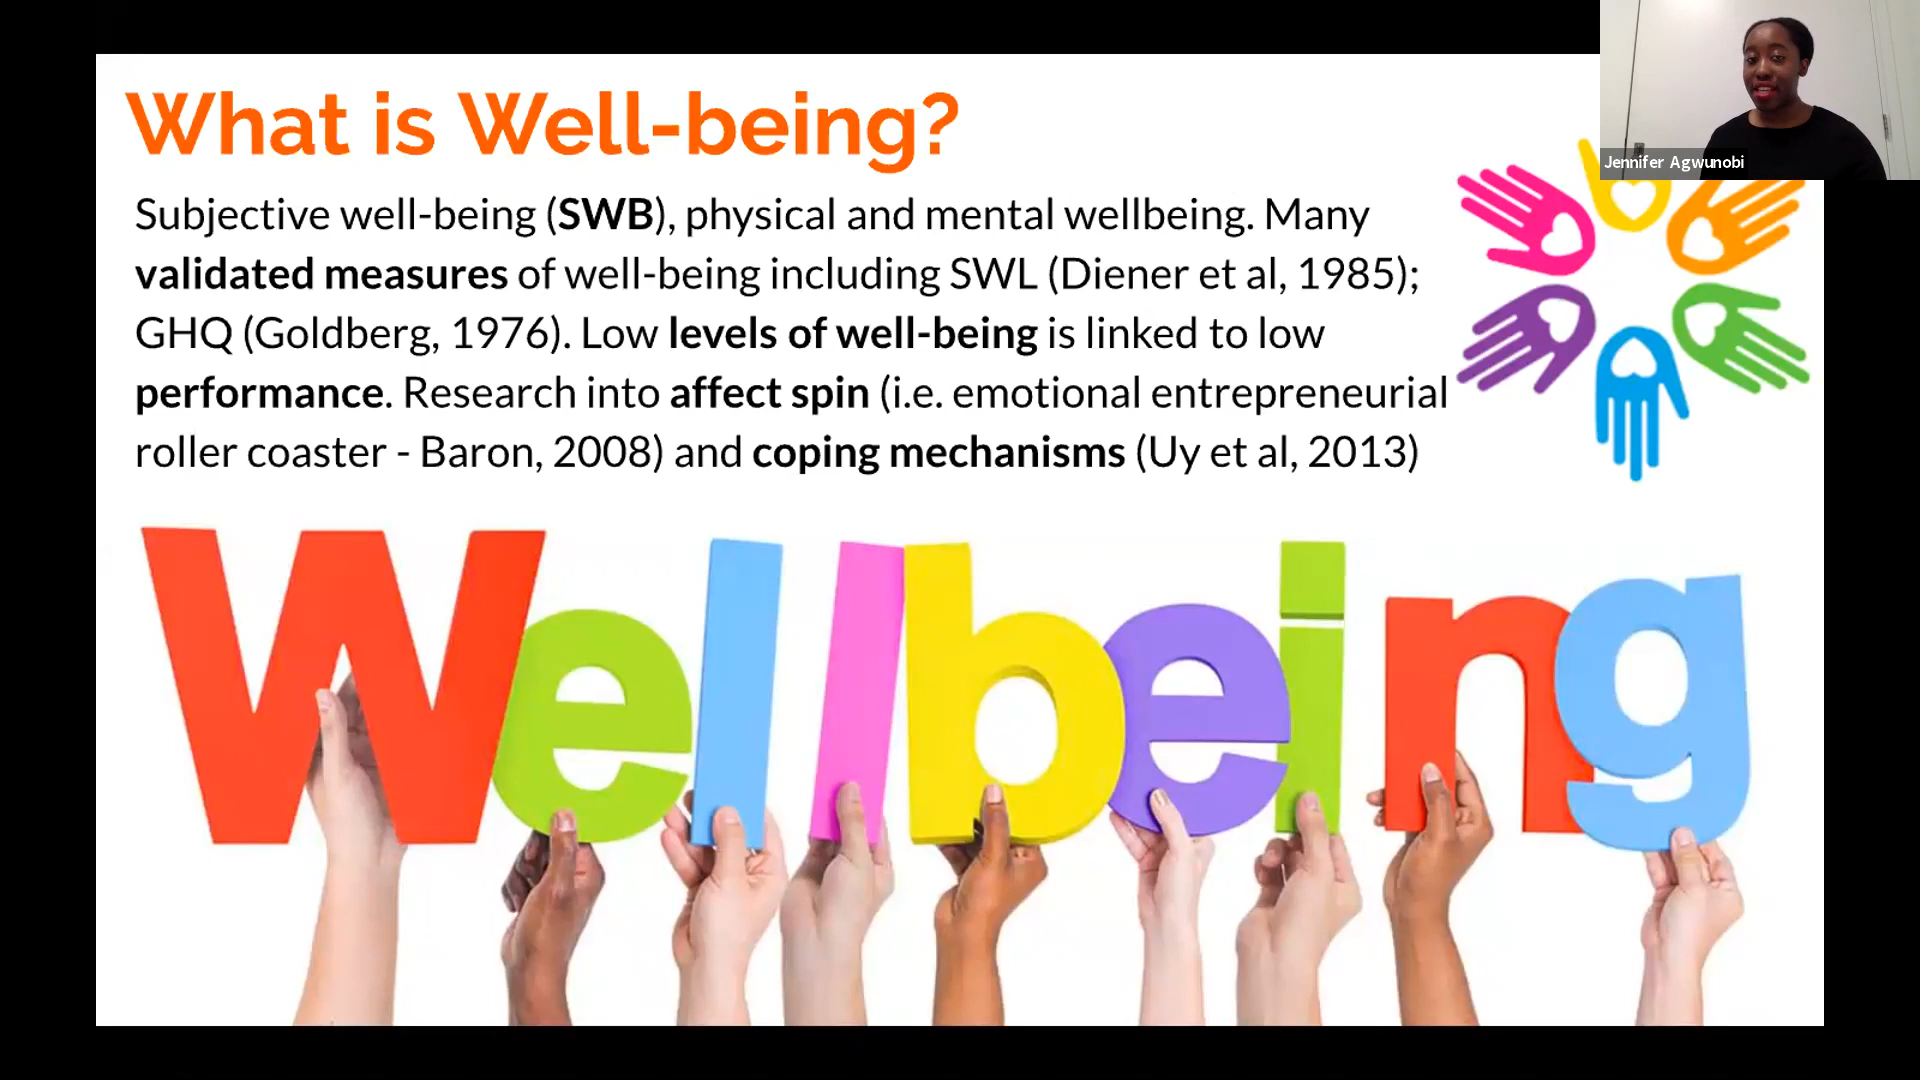 What is Well-being?
Jennifer Agwunobi
Subjective well-being (SWB), physical and mental wellbeing. Many
validated measures of well-being including SWL (Diener et al, 1985);
GHQ (Goldberg, 1976). Low levels of well-being is linked to low
performance. Research into affect spin (i.e. emotional entrepreneurial
roller coaster - Baron, 2008) and coping mechanisms (Uy et al, 2013)
Wellbeing